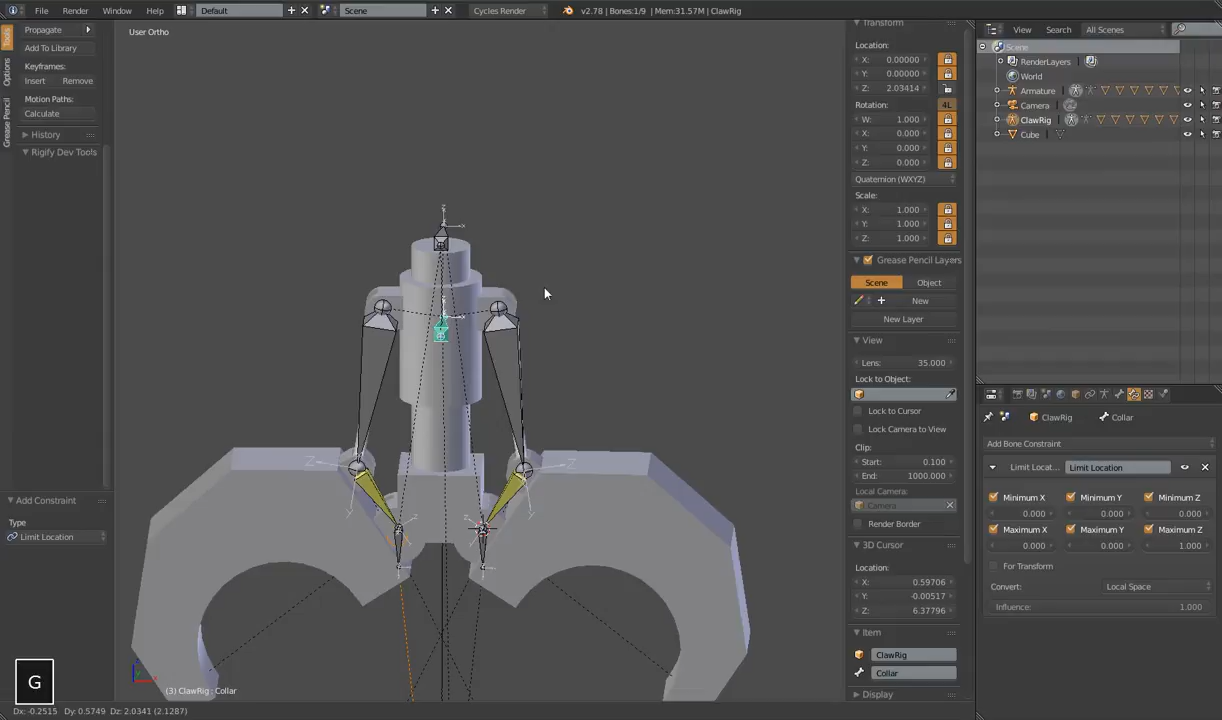 File Render Window Help Default Scene Cycles Render v2.78 | Bones:1/9 | Mem:31.57M | ClawRig
User Ortho
Tools
Options
Grease Pencil
Propagate
Add To Library
Keyframes:
Insert Remove
Motion Paths:
Calculate
History
Rigify Dev Tools
Add Constraint
Type
Limit Location
G
(3) ClawRig : Collar
Dx: -0.2515 Dy: 0.5749 Dz: 2.0341 (2.1287)
Transform
Location:
X: 0.00000
Y: 0.00000
Z: 2.03414
Rotation: 4L
W: 1.000
X: 0.000
Y: 0.000
Z: 0.000
Quaternion (WXYZ)
Scale:
X: 1.000
Y: 1.000
Z: 1.000
Grease Pencil Layers
Scene Object
New
New Layer
View
Lens: 35.000
Lock to Object:
Lock to Cursor
Lock Camera to View
Clip:
Start: 0.100
End: 1000.000
Local Camera:
Camera
Render Border
3D Cursor
Location:
X: 0.59706
Y: -0.00517
Z: 6.37796
Item
ClawRig
Collar
Display
View Search All Scenes
Scene
RenderLayers
World
Armature
Camera
ClawRig
Cube
ClawRig Collar
Add Bone Constraint
Limit Locat... Limit Location
Minimum X Minimum Y Minimum Z
0.000 0.000 0.000
Maximum X Maximum Y Maximum Z
0.000 0.000 1.000
For Transform
Convert: Local Space
Influence: 1.000